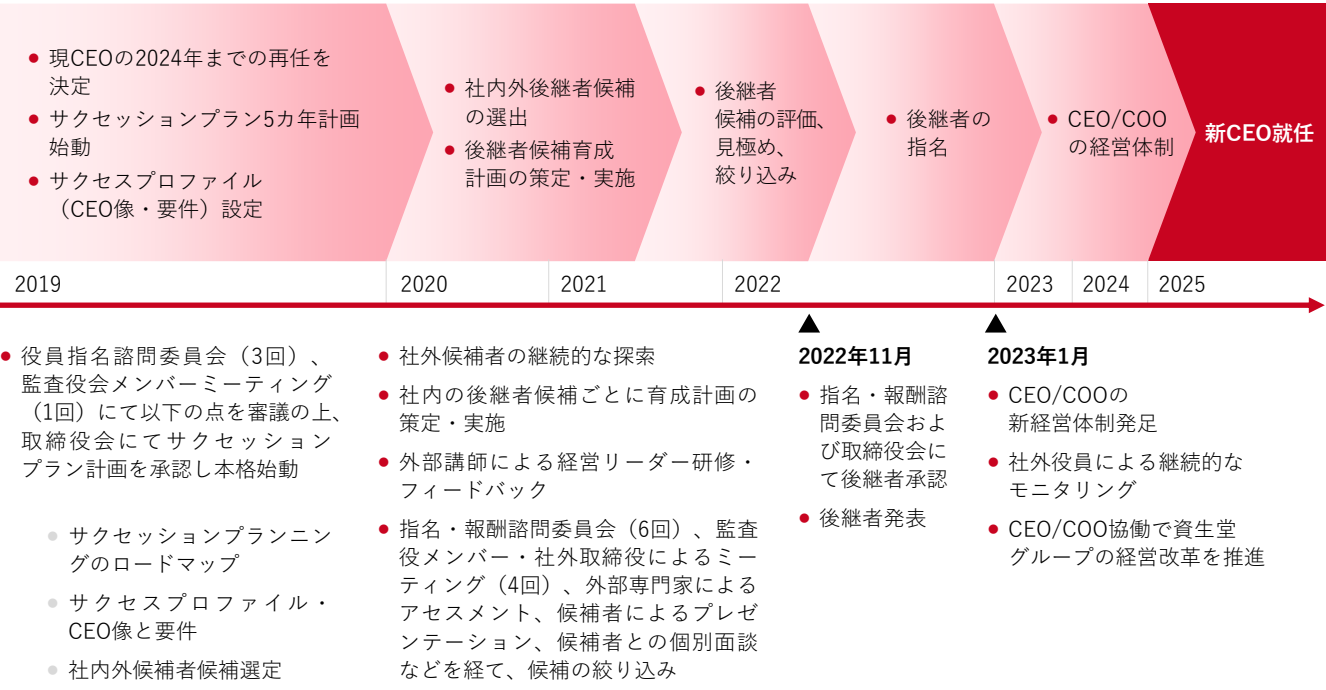 ● 現CEOの2024年までの再任を
決定
● サクセッションプラン5カ年計画
始動
● サクセスプロファイル
（CEO像・要件）設定
● 社内外後継者候補
の選出
● 後継者候補育成
計画の策定・実施
● 後継者
候補の評価、
見極め、
絞り込み
● 後継者の
指名
● CEO/COO
の経営体制
新CEO就任
2019
2020
2021
2022
2023
2024
2025
● 役員指名諮問委員会（3回）、
監査役会メンバーミーティング
（1回）にて以下の点を審議の上、
取締役会にてサクセッション
プラン計画を承認し本格始動
● サクセッションプランニン
グのロードマップ
● サクセスプロファイル・
CEO像と要件
● 社内外候補者候補選定
● 社外候補者の継続的な探索
● 社内の後継者候補ごとに育成計画の
策定・実施
● 外部講師による経営リーダー研修・
フィードバック
● 指名・報酬諮問委員会（6回）、監査
役メンバー・社外取締役によるミー
ティング（4回）、外部専門家による
アセスメント、候補者によるプレゼ
ンテーション、候補者との個別面談
などを経て、候補の絞り込み
▲
2022年11月
● 指名・報酬諮
問委員会およ
び取締役会に
て後継者承認
● 後継者発表
▲
2023年1月
● CEO/COOの
新経営体制発足
● 社外役員による継続的な
モニタリング
● CEO/COO協働で資生堂
グループの経営改革を推進